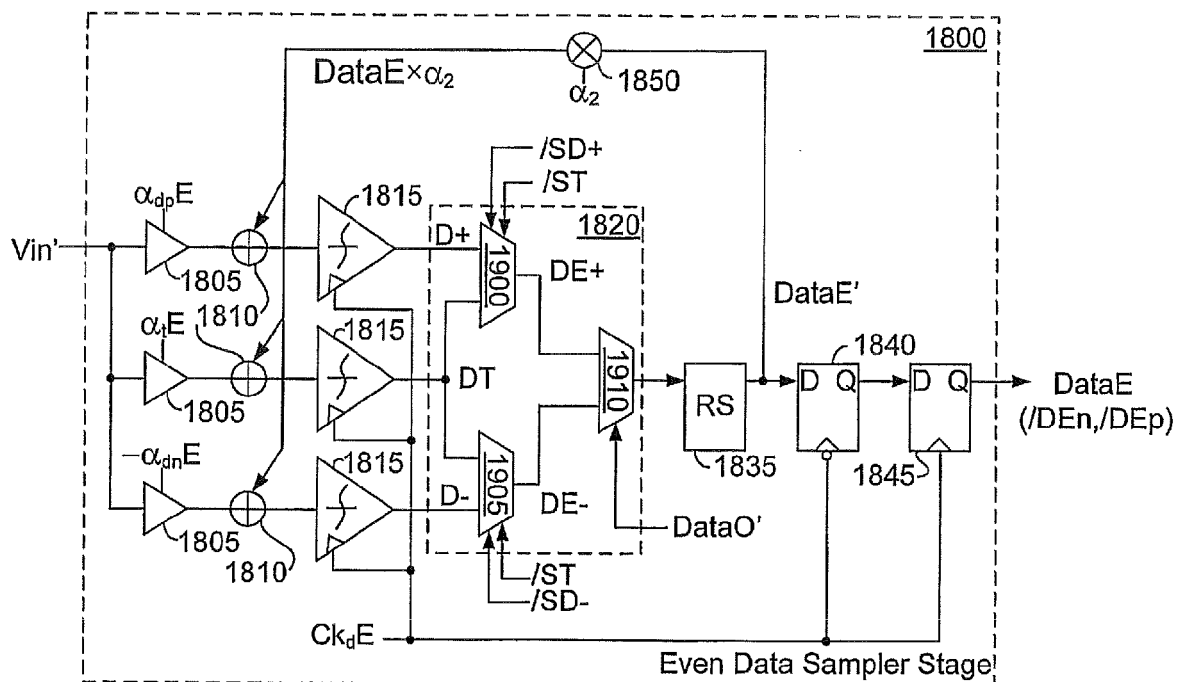 1800
DataE×α2
α2
1850
/SD+
/ST
αdpE
1815
1820
Vin'
D+
1900
DE+
1805
1810
DataE'
αtE
1815
1840
DT
1910
D Q
D Q
DataE
(/DEn,/DEp)
1805
RS
-αdnE
1815
1835
1845
D-
1905
DE-
1805
DataO'
1810
/ST
/SD-
CkdE
Even Data Sampler Stage